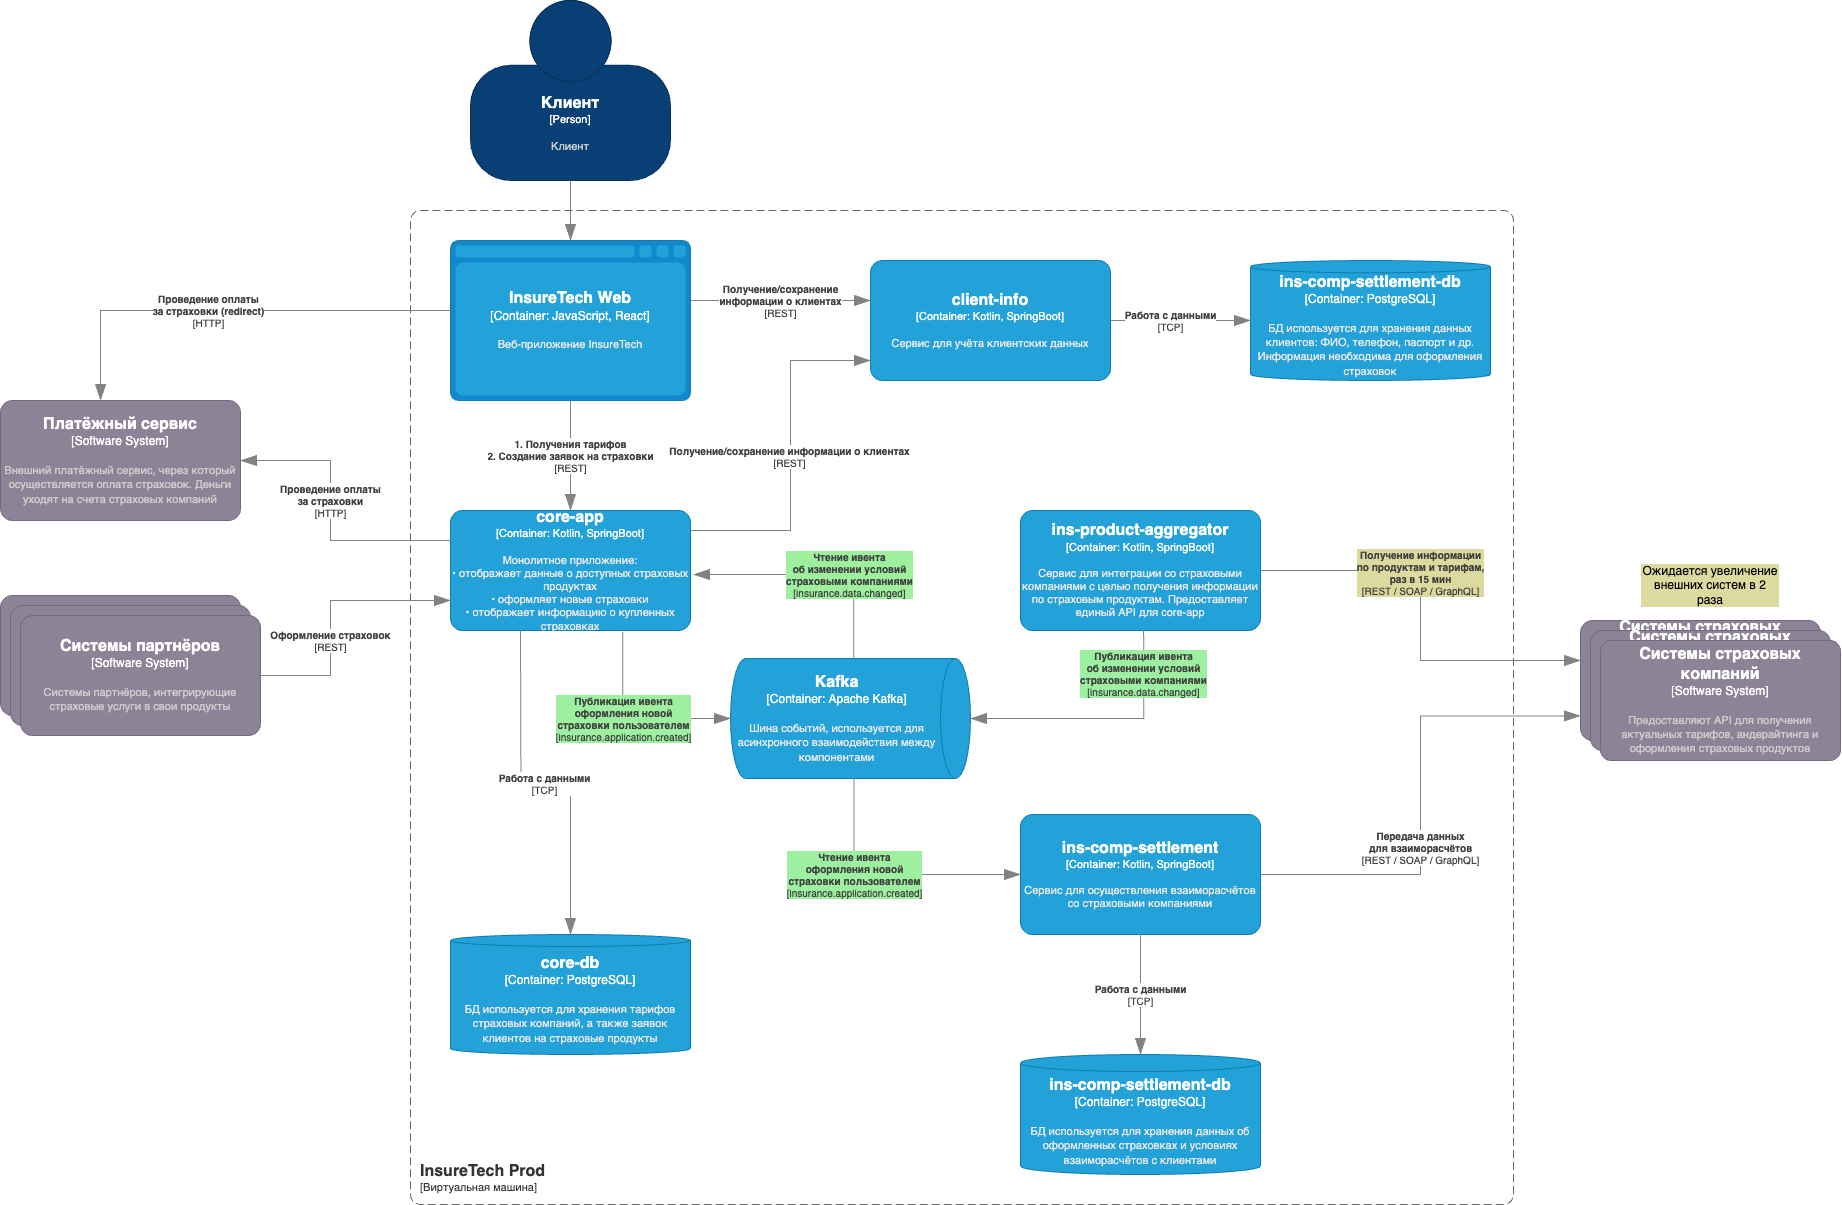 Клиент
[Person]
Клиент
InsureTech Web
[Container: JavaScript, React]
Веб-приложение InsureTech
Получение/сохранение
информации о клиентах
[REST]
client-info
[Container: Kotlin, SpringBoot]
Сервис для учёта клиентских данных
Работа с данными
[TCP]
ins-comp-settlement-db
[Container: PostgreSQL]
БД используется для хранения данных
клиентов: ФИО, телефон, паспорт и др.
Информация необходима для оформления
страховок
Проведение оплаты
за страховки (redirect)
[HTTP]
Платёжный сервис
[Software System]
Внешний платёжный сервис, через который
осуществляется оплата страховок. Деньги
уходят на счета страховых компаний
1. Получения тарифов
2. Создание заявок на страховки
[REST]
Получение/сохранение информации о клиентах
[REST]
Проведение оплаты
за страховки
[HTTP]
core-app
[Container: Kotlin, SpringBoot]
Монолитное приложение:
• отображает данные о доступных страховых
продуктах
• оформляет новые страховки
• отображает информацию о купленных
страховках
Чтение ивента
об изменении условий
страховыми компаниями
[insurance.data.changed]
ins-product-aggregator
[Container: Kotlin, SpringBoot]
Сервис для интеграции со страховыми
компаниями с целью получения информации
по страховым продуктам. Предоставляет
единый API для core-app
Получение информации
по продуктам и тарифам,
раз в 15 мин
[REST / SOAP / GraphQL]
Ожидается увеличение
внешних систем в 2
раза
Системы партнёров
[Software System]
Системы партнёров, интегрирующие
страховые услуги в свои продукты
Оформление страховок
[REST]
Публикация ивента
оформления новой
страховки пользователем
[insurance.application.created]
Kafka
[Container: Apache Kafka]
Шина событий, используется для
асинхронного взаимодействия между
компонентами
Публикация ивента
об изменении условий
страховыми компаниями
[insurance.data.changed]
Системы страховых
Системы страховых
Системы страховых
компаний
[Software System]
Предоставляют API для получения
актуальных тарифов, андерайтинга и
оформления страховых продуктов
Работа с данными
[TCP]
Чтение ивента
оформления новой
страховки пользователем
[insurance.application.created]
ins-comp-settlement
[Container: Kotlin, SpringBoot]
Сервис для осуществления взаиморасчётов
со страховыми компаниями
Передача данных
для взаиморасчётов
[REST / SOAP / GraphQL]
core-db
[Container: PostgreSQL]
БД используется для хранения тарифов
страховых компаний, а также заявок
клиентов на страховые продукты
Работа с данными
[TCP]
ins-comp-settlement-db
[Container: PostgreSQL]
БД используется для хранения данных об
оформленных страховках и условиях
взаиморасчётов с клиентами
InsureTech Prod
[Виртуальная машина]